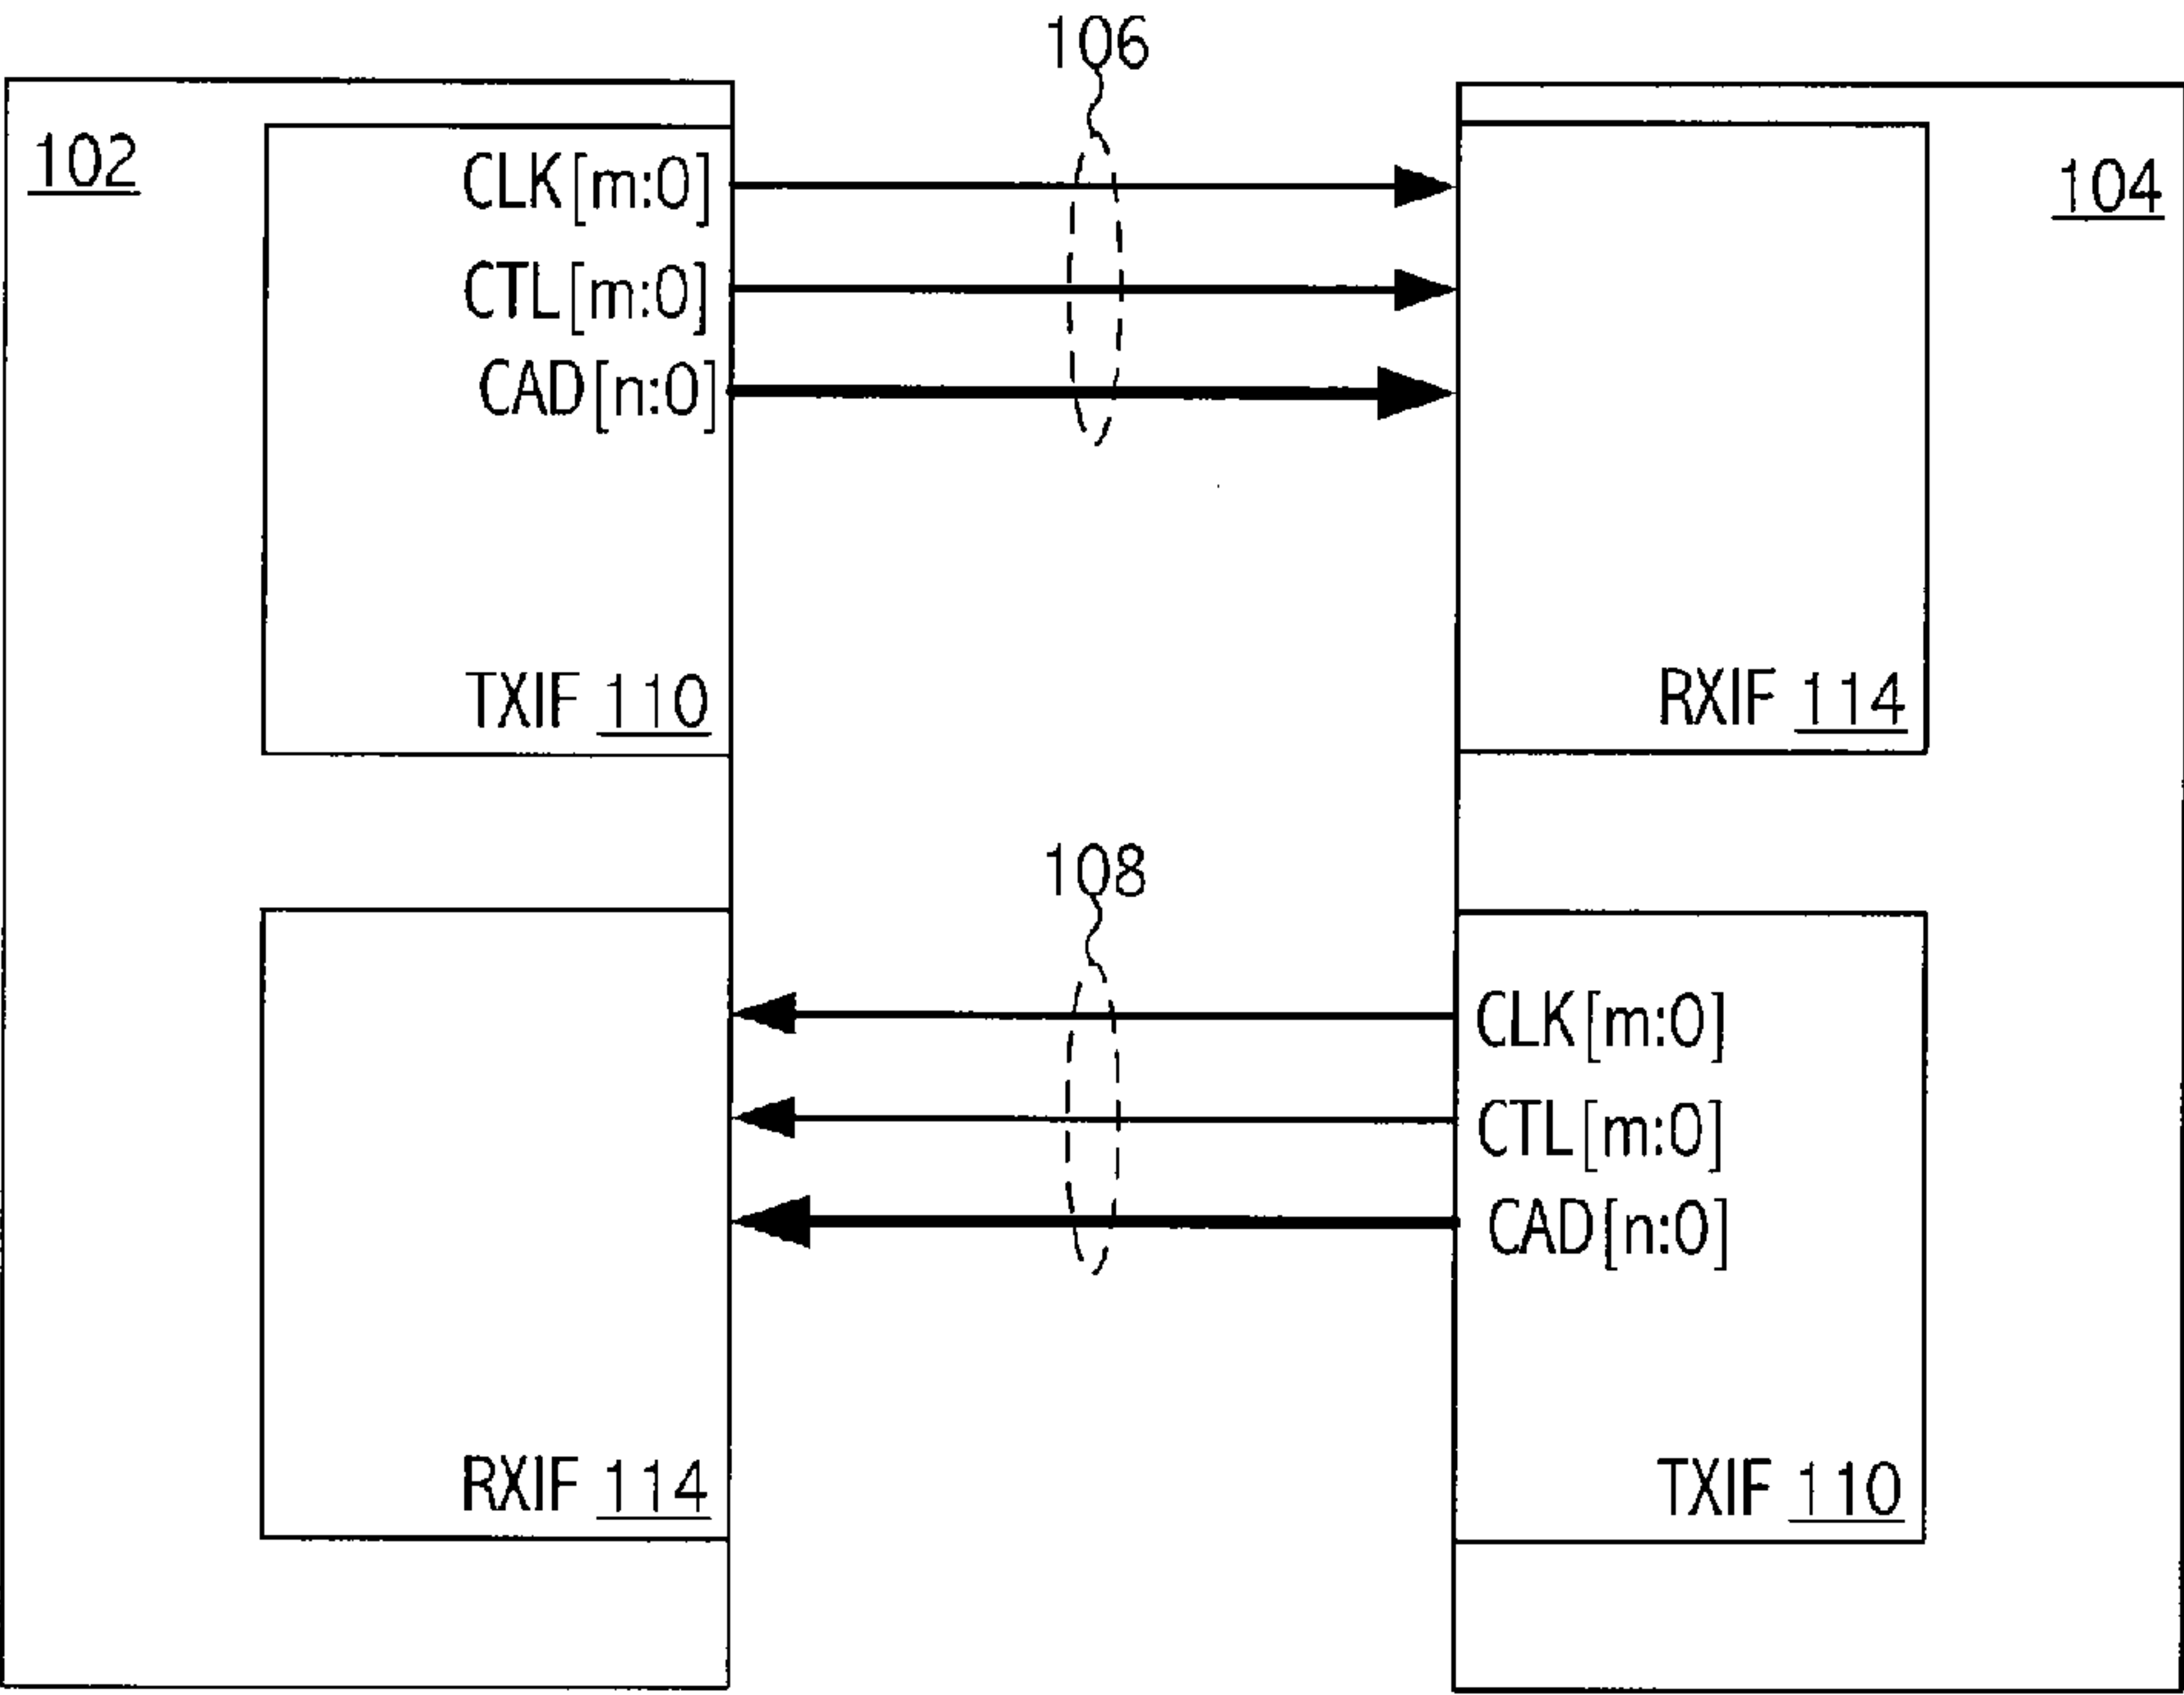 106
102
CLK[m:0]
CTL[m:0]
CAD[n:0]
TXIF 110
104
RXIF 114
108
RXIF 114
CLK[m:0]
CTL[m:0]
CAD[n:0]
TXIF 110